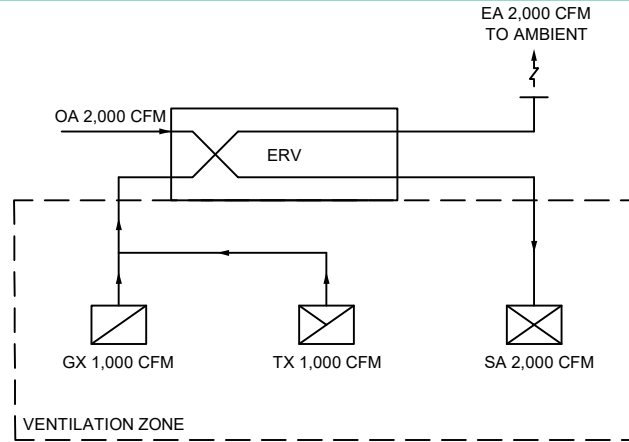 EA 2,000 CFM
TO AMBIENT
OA 2,000 CFM
ERV
GX 1,000 CFM
TX 1,000 CFM
SA 2,000 CFM
VENTILATION ZONE